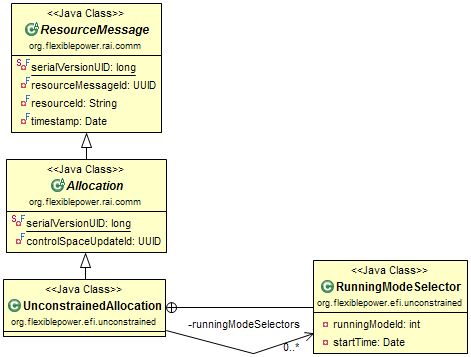 <<Java Class>>
ResourceMessage
org.flexiblepower.rai.comm
serialVersionUID: long
resourceMessageId: UUID
resourceId: String
timestamp: Date
<<Java Class>>
Allocation
org.flexiblepower.rai.comm
serialVersionUID: long
controlSpaceUpdateId: UUID
<<Java Class>>
UnconstrainedAllocation
org.flexiblepower.efi.unconstrained
-runningModeSelectors
0..*
<<Java Class>>
RunningModeSelector
org.flexiblepower.efi.unconstrained
runningModeId: int
startTime: Date